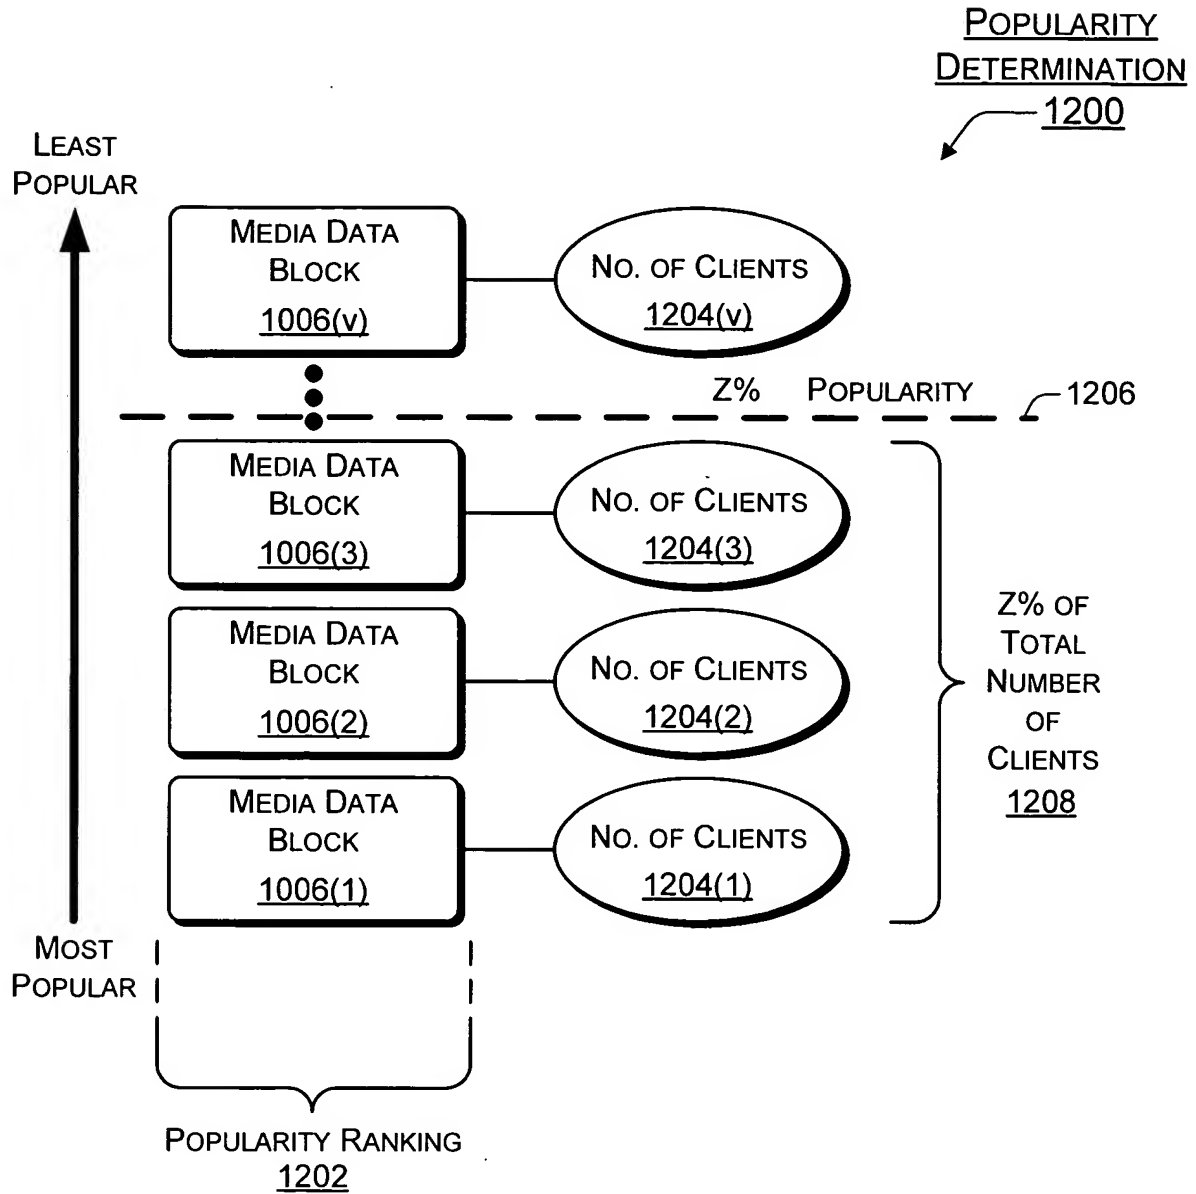 POPULARITY
DETERMINATION
1200
LEAST
POPULAR
MEDIA DATA
BLOCK
1006(v)
NO. OF CLIENTS
1204(v)
Z% POPULARITY
1206
MEDIA DATA
BLOCK
1006(3)
NO. OF CLIENTS
1204(3)
MEDIA DATA
BLOCK
1006(2)
NO. OF CLIENTS
1204(2)
MEDIA DATA
BLOCK
1006(1)
NO. OF CLIENTS
1204(1)
Z% OF
TOTAL
NUMBER
OF
CLIENTS
1208
MOST
POPULAR
POPULARITY RANKING
1202